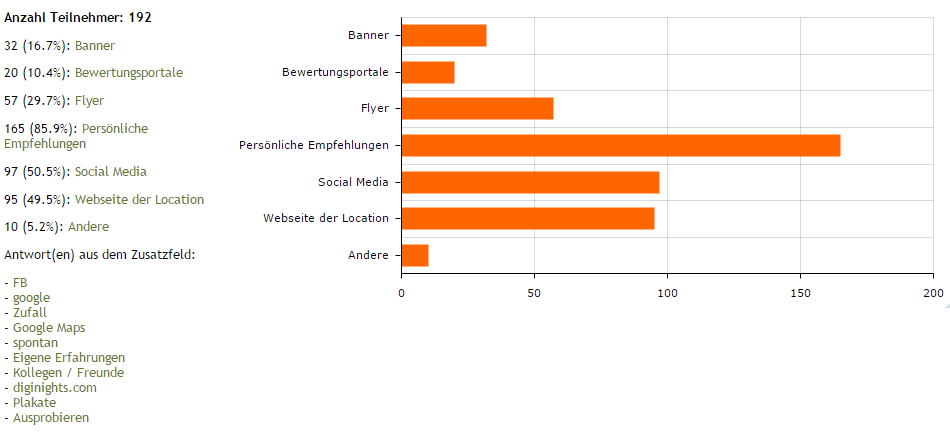 Anzahl Teilnehmer: 192
32 (16.7%): Banner
20 (10.4%): Bewertungsportale
57 (29.7%): Flyer
165 (85.9%): Persönliche
Empfehlungen
97 (50.5%): Social Media
95 (49.5%): Webseite der Location
10 (5.2%): Andere
Antwort(en) aus dem Zusatzfeld:
- FB
- google
- Zufall
- Google Maps
- spontan
- Eigene Erfahrungen
- Kollegen / Freunde
- diginights.com
- Plakate
- Ausprobieren
Banner
Bewertungsportale
Flyer
Persönliche Empfehlungen
Social Media
Webseite der Location
Andere
0 50 100 150 200